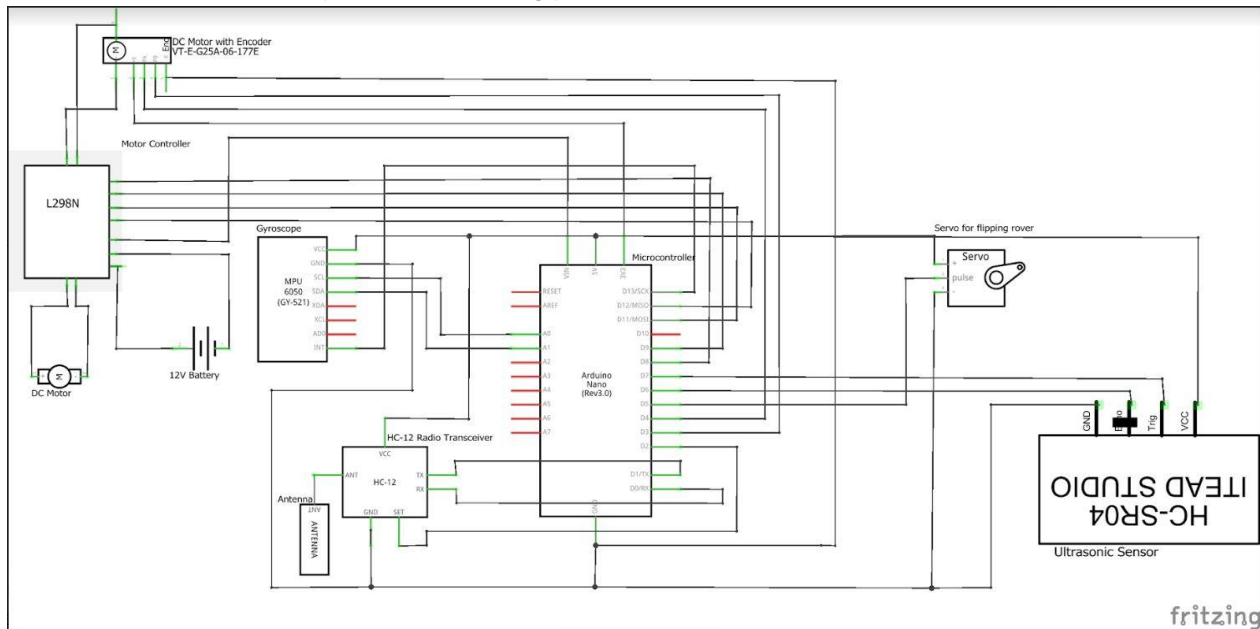 DC Motor with Encoder
VT-E-G25A-06-177E
M
Enc
Motor Controller
L298N
Gyroscope
MPU
6050
(GY-521)
VCC
GND
SCL
SDA
XDA
XCL
AD0
INT
Microcontroller
VIN
5V
RESET
AREF
A0
A1
A2
A3
A4
A5
A6
A7
Arduino
Nano
(Rev3.0)
D13/SCK
D12/MISO
D11/MOSI
D10
D9
D8
D7
D6
D5
D4
D3
D2
D1/TX
D0/RX
GND
Servo for flipping rover
Servo
+
pulse
-
M
DC Motor
12V Battery
HC-12 Radio Transceiver
VCC
ANT
HC-12
TX
RX
GND
SET
Antenna
ANT
ANTENNA
GND
Trig
VCC
ITEAD STUDIO
HC-SR04
Ultrasonic Sensor
fritzing